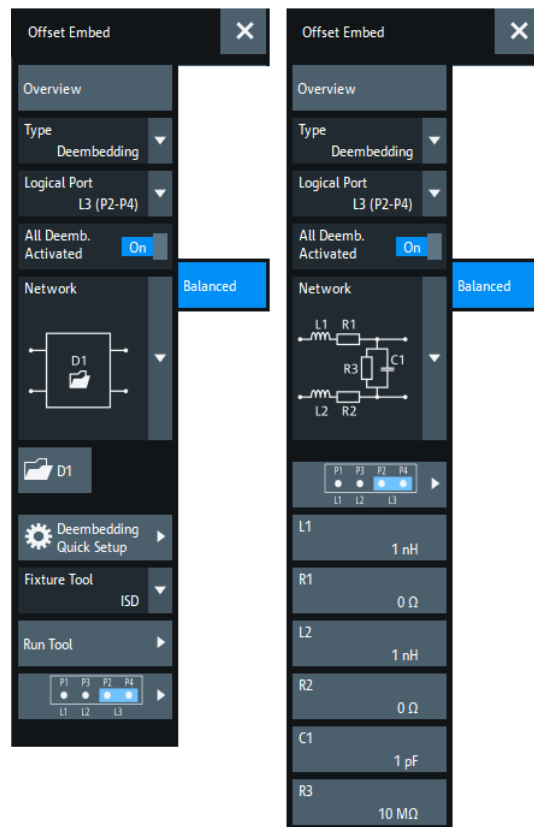 Offset Embed
Overview
Type
Deembedding
Logical Port
L3 (P2-P4)
All Deemb.
Activated
On
Network
D1
Balanced
D1
Deembedding
Quick Setup
Fixture Tool
ISD
Run Tool
P1 P3 P2 P4
L1 L2 L3
Offset Embed
Overview
Type
Deembedding
Logical Port
L3 (P2-P4)
All Deemb.
Activated
On
Network
L1 R1
R3 C1
L2 R2
Balanced
P1 P3 P2 P4
L1 L2 L3
L1
1 nH
R1
0 Ω
L2
1 nH
R2
0 Ω
C1
1 pF
R3
10 MΩ